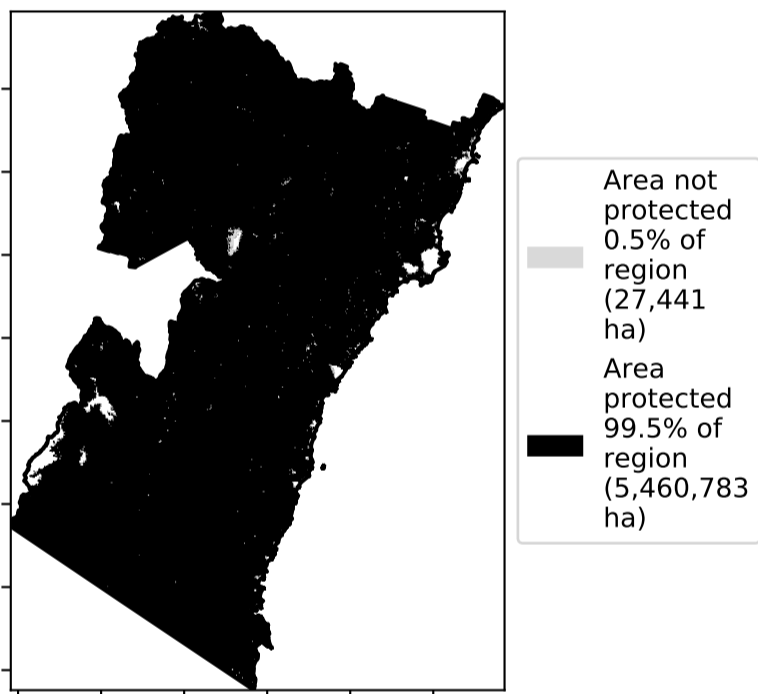 Area not
protected
0.5% of
region
(27,441
ha)
Area
protected
99.5% of
region
(5,460,783
ha)